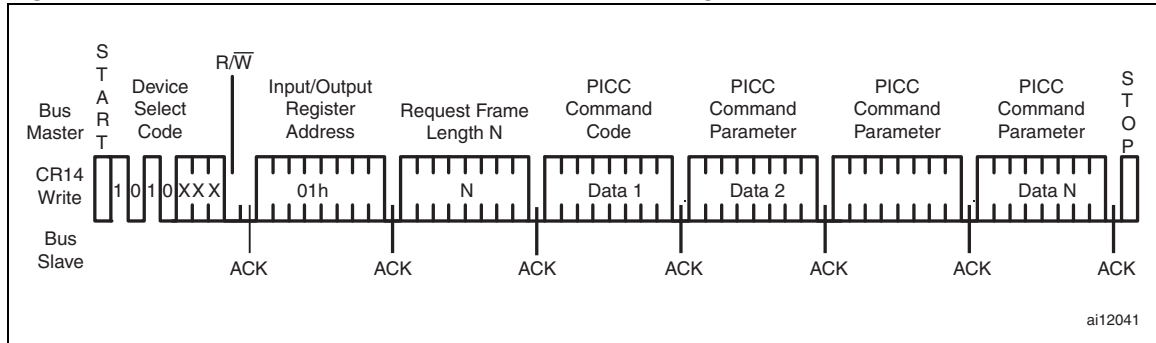 START
Device
Select
Code
R/W
Input/Output
Register
Address
Request Frame
Length N
PICC
Command
Code
PICC
Command
Parameter
PICC
Command
Parameter
PICC
Command
Parameter
STOP
Bus
Master
CR14
Write
1 0 1 0 X X X
01h
N
Data 1
Data 2
Data N
Bus
Slave
ACK
ACK
ACK
ACK
ACK
ACK
ACK
ai12041